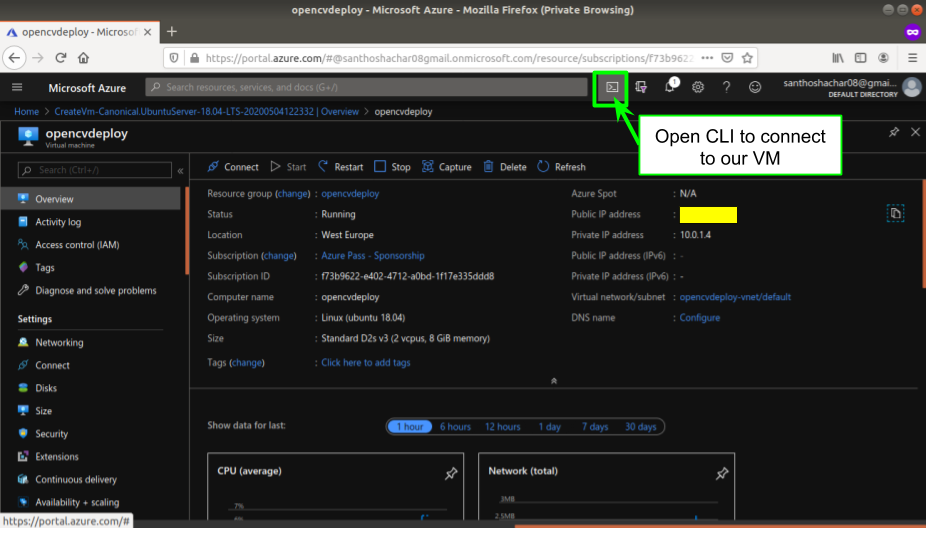 opencvdeploy - Microsoft Azure - Mozilla Firefox (Private Browsing)
opencvdeploy - Microsof
https://portal.azure.com/#@santhoshachar08gmail.onmicrosoft.com/resource/subscriptions/f73b9622
Microsoft Azure
Search resources, services, and docs (G+/)
1
santhoshachar08@gmai...
DEFAULT DIRECTORY
Home > CreateVm-Canonical.UbuntuServer-18.04-LTS-20200504122332 | Overview > opencvdeploy
Open CLI to connect
to our VM
opencvdeploy
Virtual machine
Search (Ctrl+/)
«
Connect Start Restart Stop Capture Delete Refresh
Overview
Activity log
Access control (IAM)
Tags
Diagnose and solve problems
Settings
Networking
Connect
Disks
Size
Security
Extensions
Continuous delivery
Availability + scaling
Resource group (change) : opencvdeploy
Status : Running
Location : West Europe
Subscription (change) : Azure Pass - Sponsorship
Subscription ID : f73b9622-e402-4712-a0bd-1f17e335ddd8
Computer name : opencvdeploy
Operating system : Linux (ubuntu 18.04)
Size : Standard D2s v3 (2 vcpus, 8 GiB memory)
Tags (change) : Click here to add tags
Azure Spot : N/A
Public IP address :
Private IP address : 10.0.1.4
Public IP address (IPv6) : -
Private IP address (IPv6) : -
Virtual network/subnet : opencvdeploy-vnet/default
DNS name : Configure
Show data for last: 1 hour 6 hours 12 hours 1 day 7 days 30 days
CPU (average)
7%
Network (total)
3MB
2.5MB
https://portal.azure.com/#